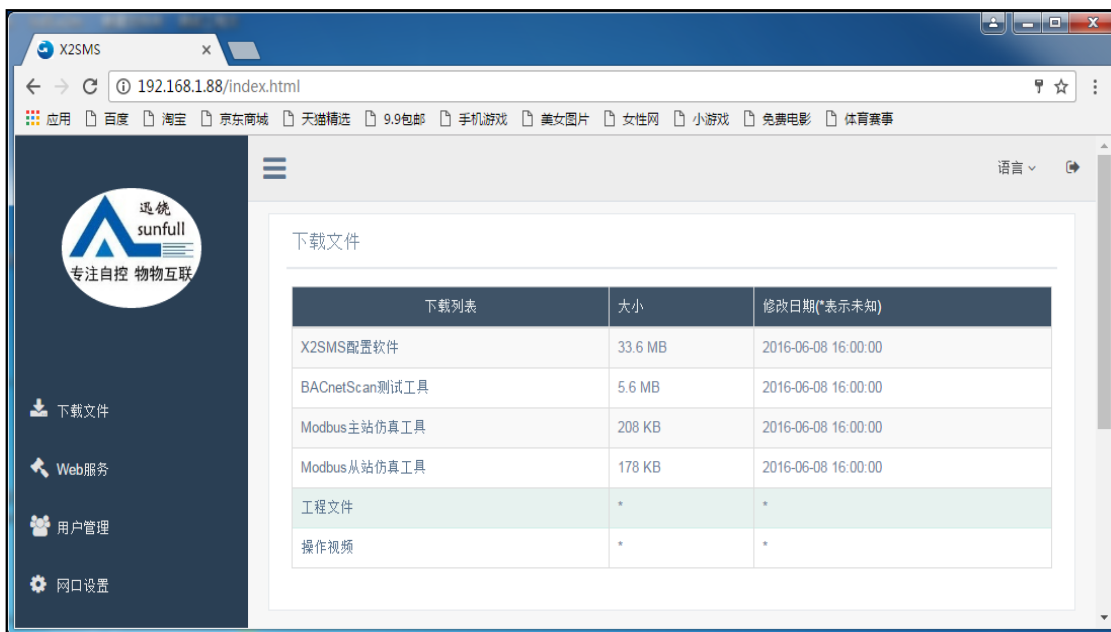 X2SMS
192.168.1.88/index.html
应用 百度 淘宝 京东商城 天猫精选 9.9包邮 手机游戏 美女图片 女性网 小游戏 免费电影 体育赛事
语言
迅饶
sunfull
专注自控 物物互联
下载文件
Web服务
用户管理
网口设置
下载文件
下载列表 大小 修改日期(*表示未知)
X2SMS配置软件 33.6 MB 2016-06-08 16:00:00
BACnetScan测试工具 5.6 MB 2016-06-08 16:00:00
Modbus主站仿真工具 208 KB 2016-06-08 16:00:00
Modbus从站仿真工具 178 KB 2016-06-08 16:00:00
工程文件 * *
操作视频 * *